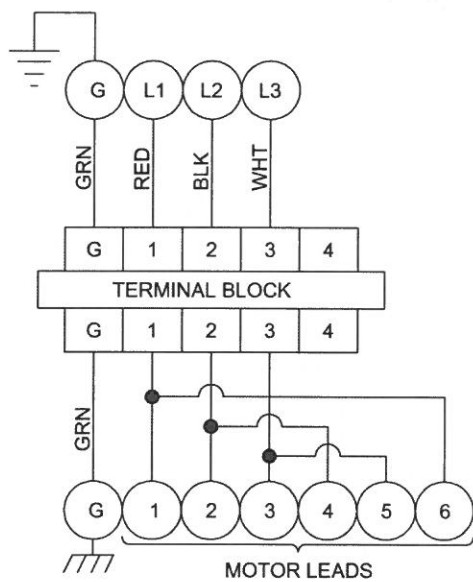 G L1 L2 L3
GRN RED BLK WHT
G 1 2 3 4
TERMINAL BLOCK
G 1 2 3 4
GRN
G 1 2 3 4 5 6
MOTOR LEADS